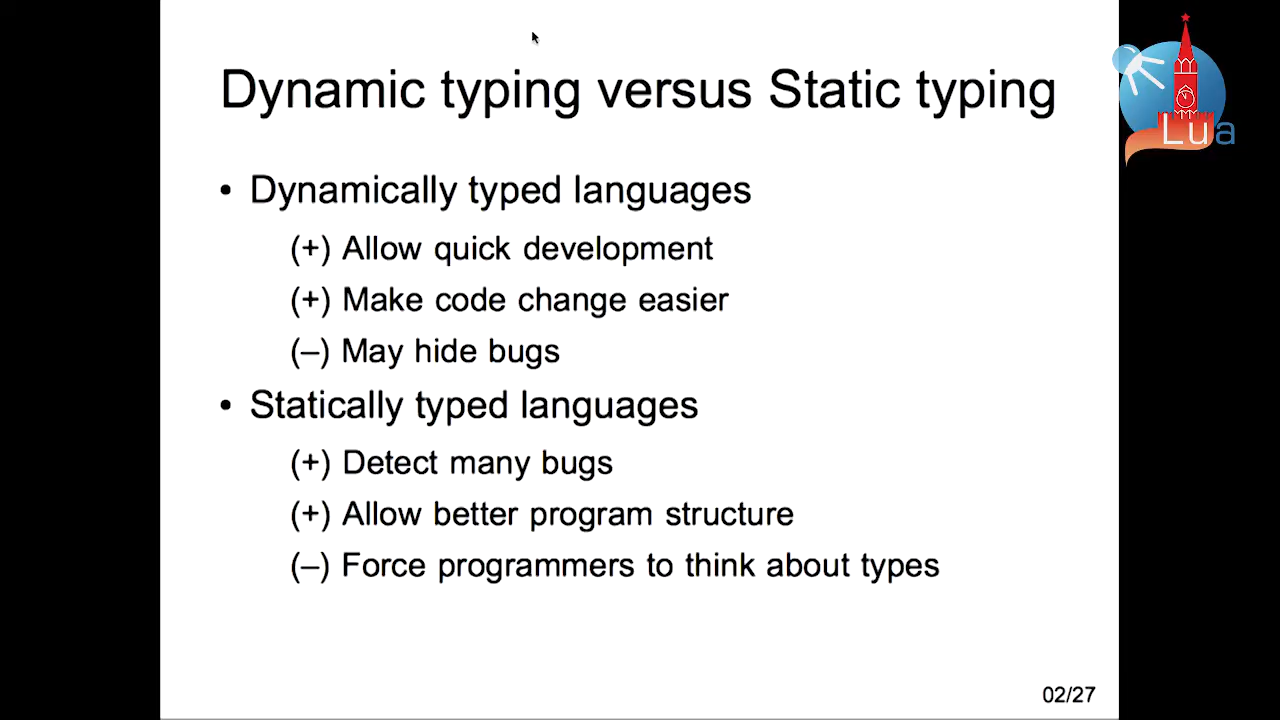 Dynamic typing versus Static typing
Lua
• Dynamically typed languages
(+) Allow quick development
(+) Make code change easier
(–) May hide bugs
• Statically typed languages
(+) Detect many bugs
(+) Allow better program structure
(–) Force programmers to think about types
02/27